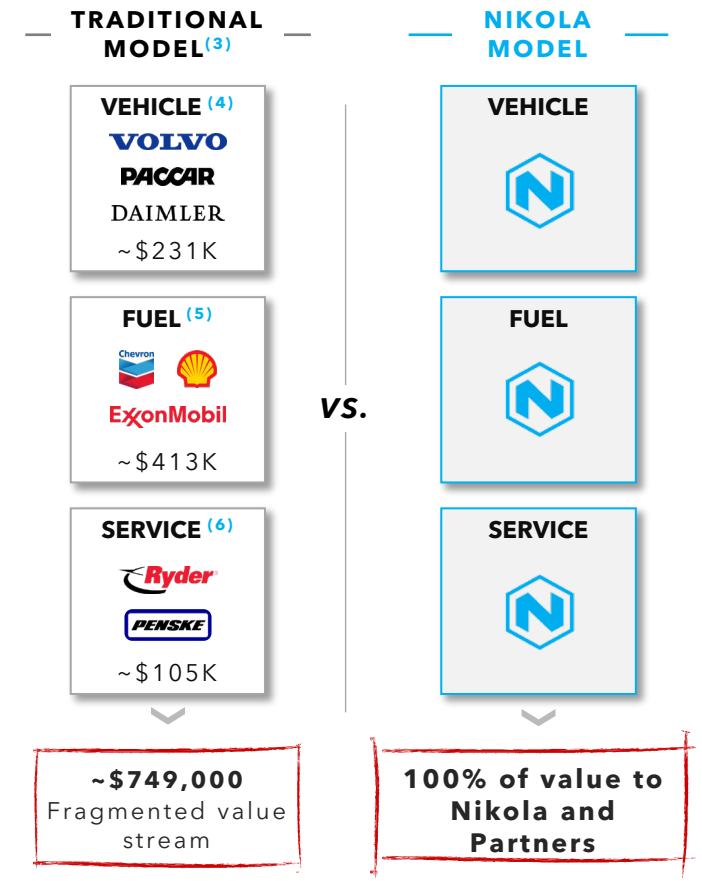 TRADITIONAL
MODEL(3)
VEHICLE (4)
VOLVO
PACCAR
DAIMLER
~$231K
FUEL (5)
Chevron
ExxonMobil
~$413K
SERVICE (6)
Ryder
PENSKE
~$105K
~$749,000
Fragmented value
stream
VS.
NIKOLA
MODEL
VEHICLE
N
FUEL
N
SERVICE
N
100% of value to
Nikola and
Partners